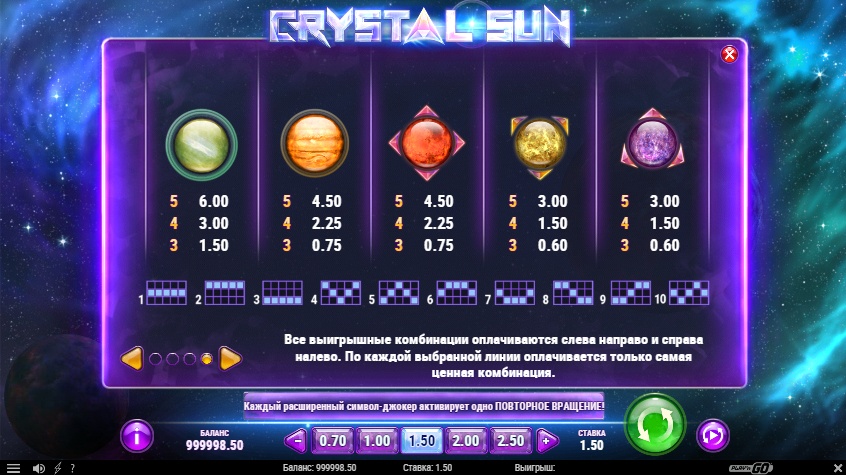 CRYSTAL SUN
5 6.00 5 4.50 5 4.50 5 3.00 5 3.00
4 3.00 4 2.25 4 2.25 4 1.50 4 1.50
3 1.50 3 0.75 3 0.75 3 0.60 3 0.60
1 2 3 4 5 6 7 8 9 10
Все выигрышные комбинации оплачиваются слева направо и справа
налево. По каждой выбранной линии оплачивается только самая
ценная комбинация.
Каждый расширенный символ-джокер активирует одно ПОВТОРНОЕ ВРАЩЕНИЕ!
БАЛАНС
999998.50
- 0.70 1.00 1.50 2.00 2.50 +
СТАВКА
1.50
? Баланс: 999998.50 Ставка: 1.50 Выигрыш: PLAY'N GO